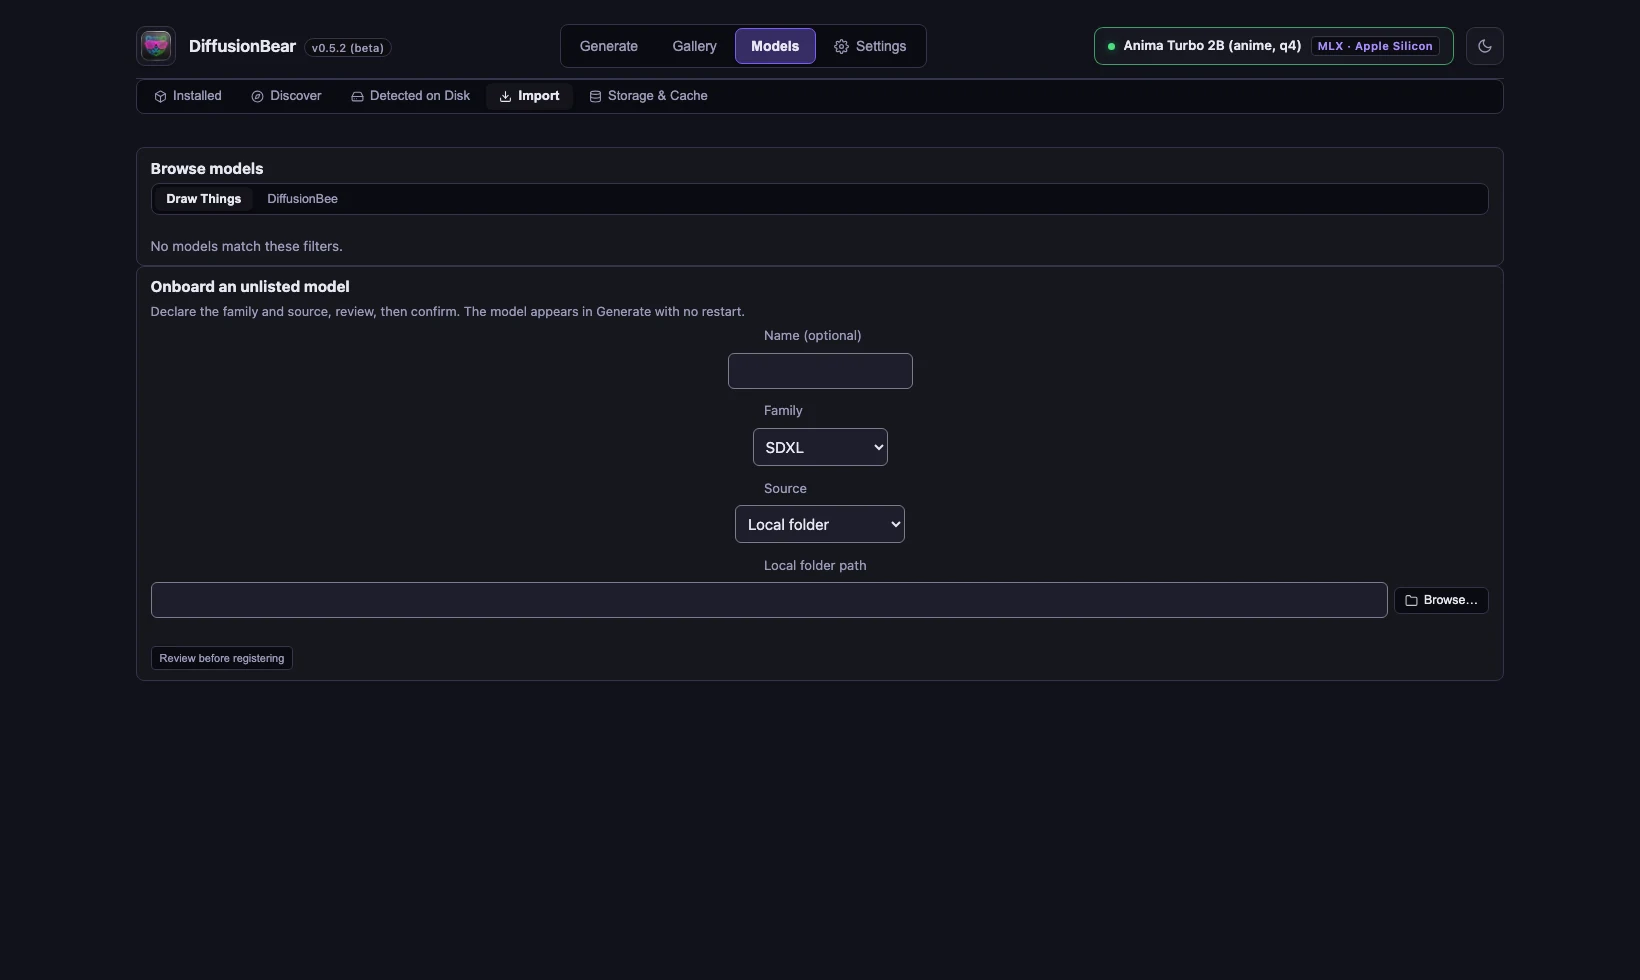 DiffusionBear v0.5.2 (beta) Generate Gallery Models Settings Anima Turbo 2B (anime, q4) MLX · Apple Silicon
Installed Discover Detected on Disk Import Storage & Cache
Browse models
Draw Things DiffusionBee
No models match these filters.
Onboard an unlisted model
Declare the family and source, review, then confirm. The model appears in Generate with no restart.
Name (optional)
Family
SDXL
Source
Local folder
Local folder path
Browse...
Review before registering